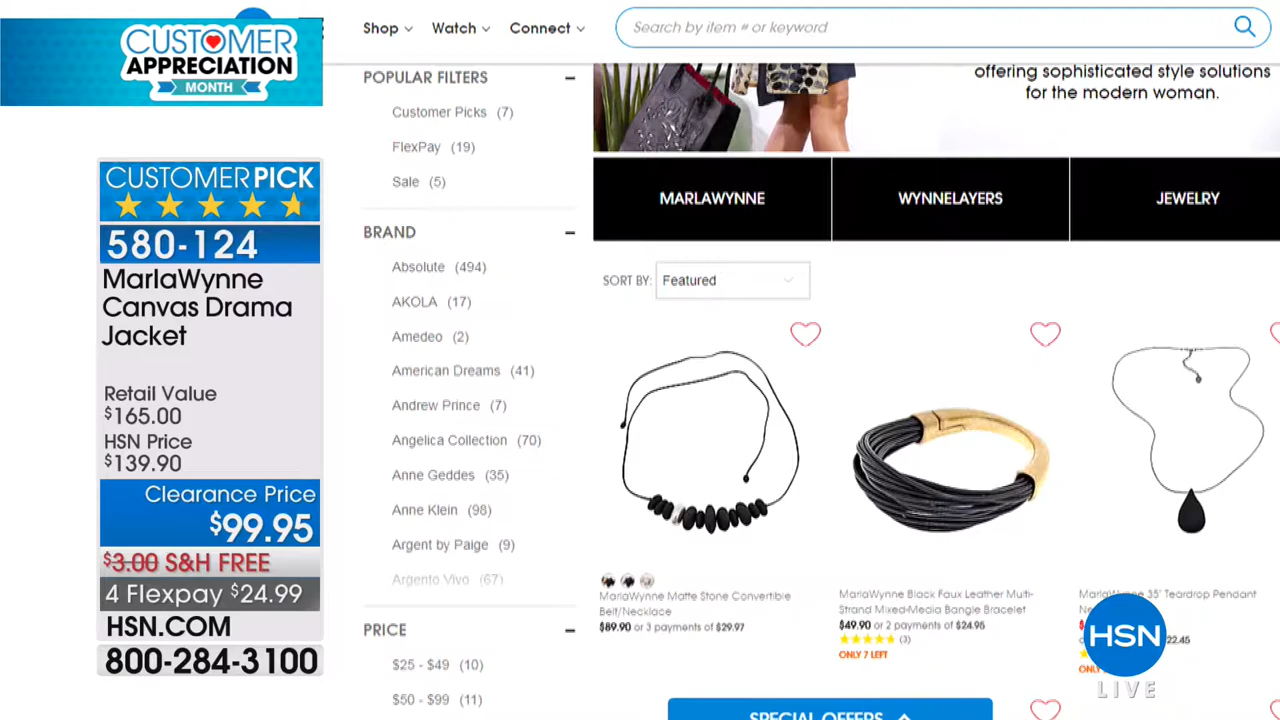 CUSTOMER
APPRECIATION
MONTH
CUSTOMER PICK
580-124
MarlaWynne
Canvas Drama
Jacket
Retail Value
$165.00
HSN Price
$139.90
Clearance Price
$99.95
$3.00 S&H FREE
4 Flexpay $24.99
HSN.COM
800-284-3100
Shop
Watch
Connect
Search by item # or keyword
POPULAR FILTERS
Customer Picks (7)
FlexPay (19)
Sale (5)
BRAND
Absolute (494)
AKOLA (17)
Amedeo (2)
American Dreams (41)
Andrew Prince (7)
Angelica Collection (70)
Anne Geddes (35)
Anne Klein (98)
Argent by Paige (9)
Argento Vivo (67)
PRICE
$25 - $49 (10)
$50 - $99 (11)
offering sophisticated style solutions
for the modern woman.
MARLAWYNNE
WYNNELAYERS
JEWELRY
SORT BY: Featured
MarlaWynne Matte Stone Convertible
Belt/Necklace
$89.90 or 3 payments of $29.97
MarlaWynne Black Faux Leather Multi-
Strand Mixed-Media Bangle Bracelet
$49.90 or 2 payments of $24.95
(3)
ONLY 7 LEFT
MarlaWynne 35" Teardrop Pendant
22.45
HSN
LIVE
SPECIAL OFFERS